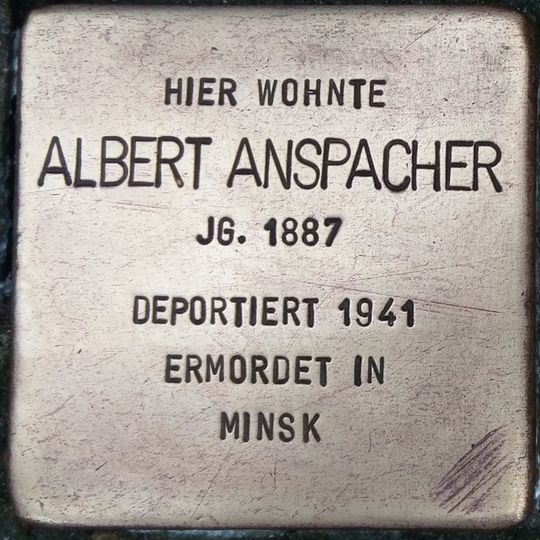 HIER WOHNTE
ALBERT ANSPACHER
JG. 1887
DEPORTIERT 1941
ERMORDET IN
MINSK